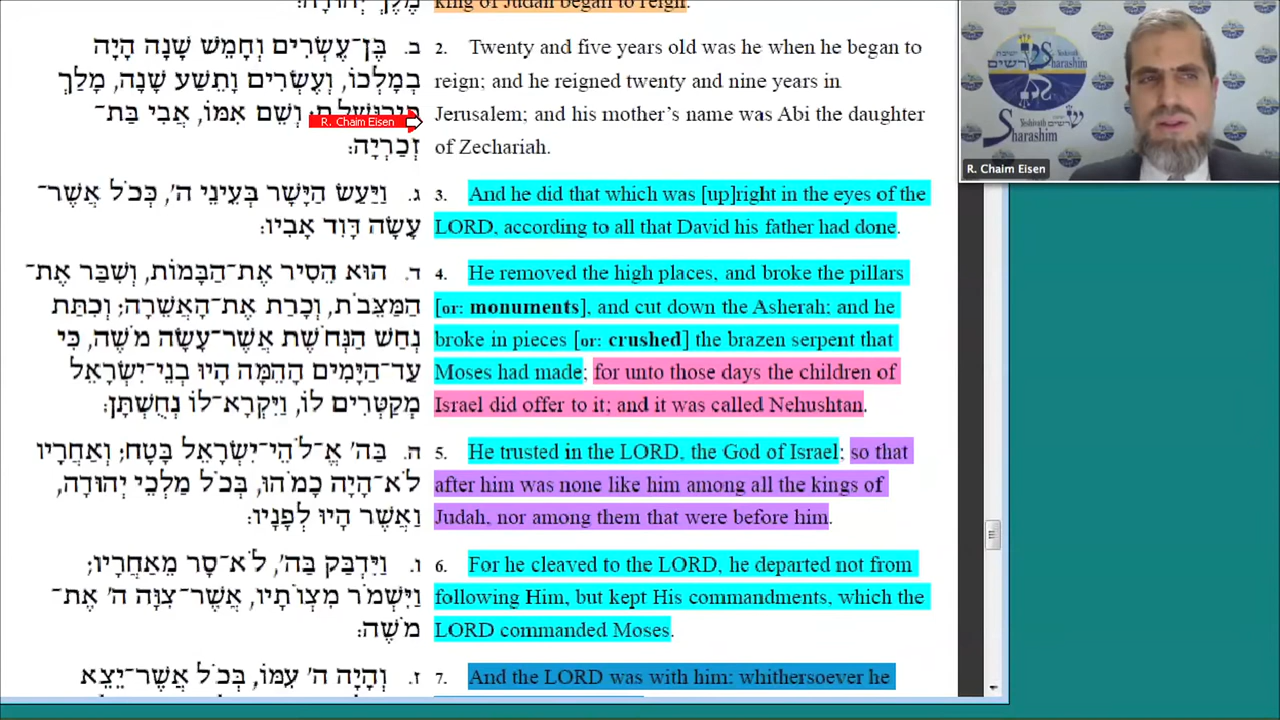 מֶלֶךְ יְהוּדָה:
king of Judah began to reign.
ב. בֶּן־עֶשְׂרִים וְחָמֵשׁ שָׁנָה הָיָה
בְמָלְכוֹ, וְעֶשְׂרִים וָתֵשַׁע שָׁנָה, מָלַךְ
בִּירוּשָׁלִָם; וְשֵׁם אִמּוֹ, אֲבִי בַּת־
זְכַרְיָה:
2. Twenty and five years old was he when he began to
reign; and he reigned twenty and nine years in
Jerusalem; and his mother’s name was Abi the daughter
of Zechariah.
ג. וַיַּעַשׂ הַיָּשָׁר בְּעֵינֵי ה', כְּכֹל אֲשֶׁר־
עָשָׂה דָּוִד אָבִיו:
3. And he did that which was [up]right in the eyes of the
LORD, according to all that David his father had done.
ד. הוּא הֵסִיר אֶת־הַבָּמוֹת, וְשִׁבַּר אֶת־
הַמַּצֵּבֹת, וְכָרַת אֶת־הָאֲשֵׁרָה; וְכִתַּת
נְחַשׁ הַנְּחֹשֶׁת אֲשֶׁר־עָשָׂה מֹשֶׁה, כִּי
עַד־הַיָּמִים הָהֵמָּה הָיוּ בְנֵי־יִשְׂרָאֵל
מְקַטְּרִים לוֹ, וַיִּקְרָא־לוֹ נְחֻשְׁתָּן:
4. He removed the high places, and broke the pillars
[or: monuments], and cut down the Asherah; and he
broke in pieces [or: crushed] the brazen serpent that
Moses had made; for unto those days the children of
Israel did offer to it; and it was called Nehushtan.
ה. בַּה' אֱ־לֹהֵי־יִשְׂרָאֵל בָּטָח; וְאַחֲרָיו
לֹא־הָיָה כָמֹהוּ, בְּכֹל מַלְכֵי יְהוּדָה,
וַאֲשֶׁר הָיוּ לְפָנָיו:
5. He trusted in the LORD, the God of Israel; so that
after him was none like him among all the kings of
Judah, nor among them that were before him.
ו. וַיִּדְבַּק בַּה', לֹא־סָר מֵאַחֲרָיו;
וַיִּשְׁמֹר מִצְוֹתָיו, אֲשֶׁר־צִוָּה ה' אֶת־
מֹשֶׁה:
6. For he cleaved to the LORD, he departed not from
following Him, but kept His commandments, which the
LORD commanded Moses.
ז. וְהָיָה ה' עִמּוֹ, בְּכֹל אֲשֶׁר־יֵצֵא
7. And the LORD was with him: whithersoever he
R. Chaim Eisen
ישיבת שרשים
Yeshivath Sharashim
R. Chaim Eisen